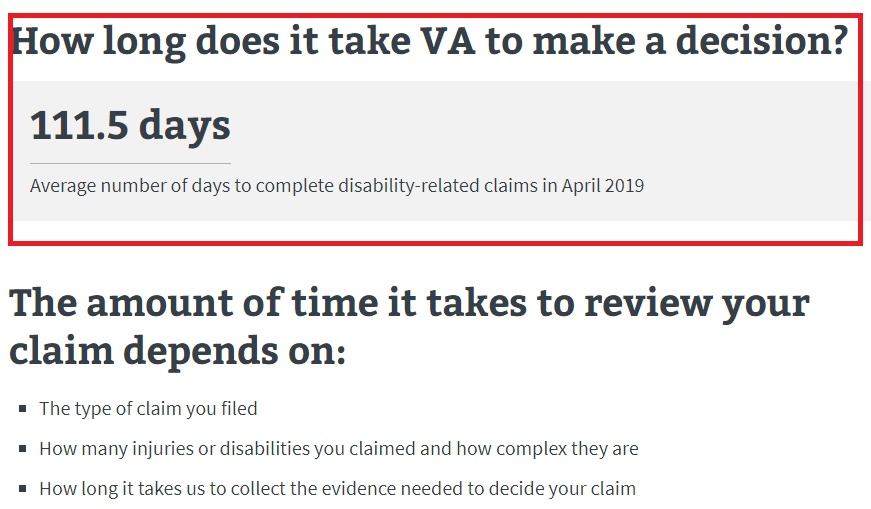 How long does it take VA to make a decision?
111.5 days
Average number of days to complete disability-related claims in April 2019
The amount of time it takes to review your
claim depends on:
The type of claim you filed
How many injuries or disabilities you claimed and how complex they are
How long it takes us to collect the evidence needed to decide your claim